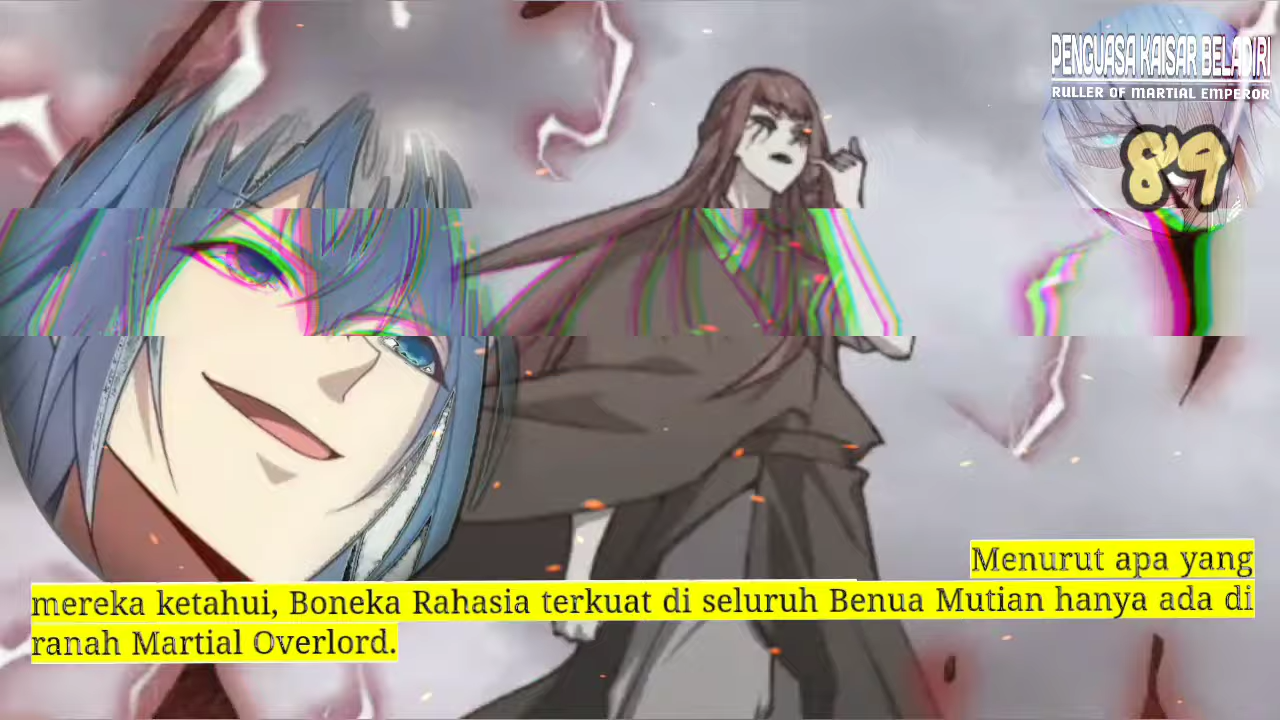 PENGUASA KAISAR BELADIRI
RULLER OF MARTIAL EMPEROR
89
Menurut apa yang
mereka ketahui, Boneka Rahasia terkuat di seluruh Benua Mutian hanya ada di
ranah Martial Overlord.